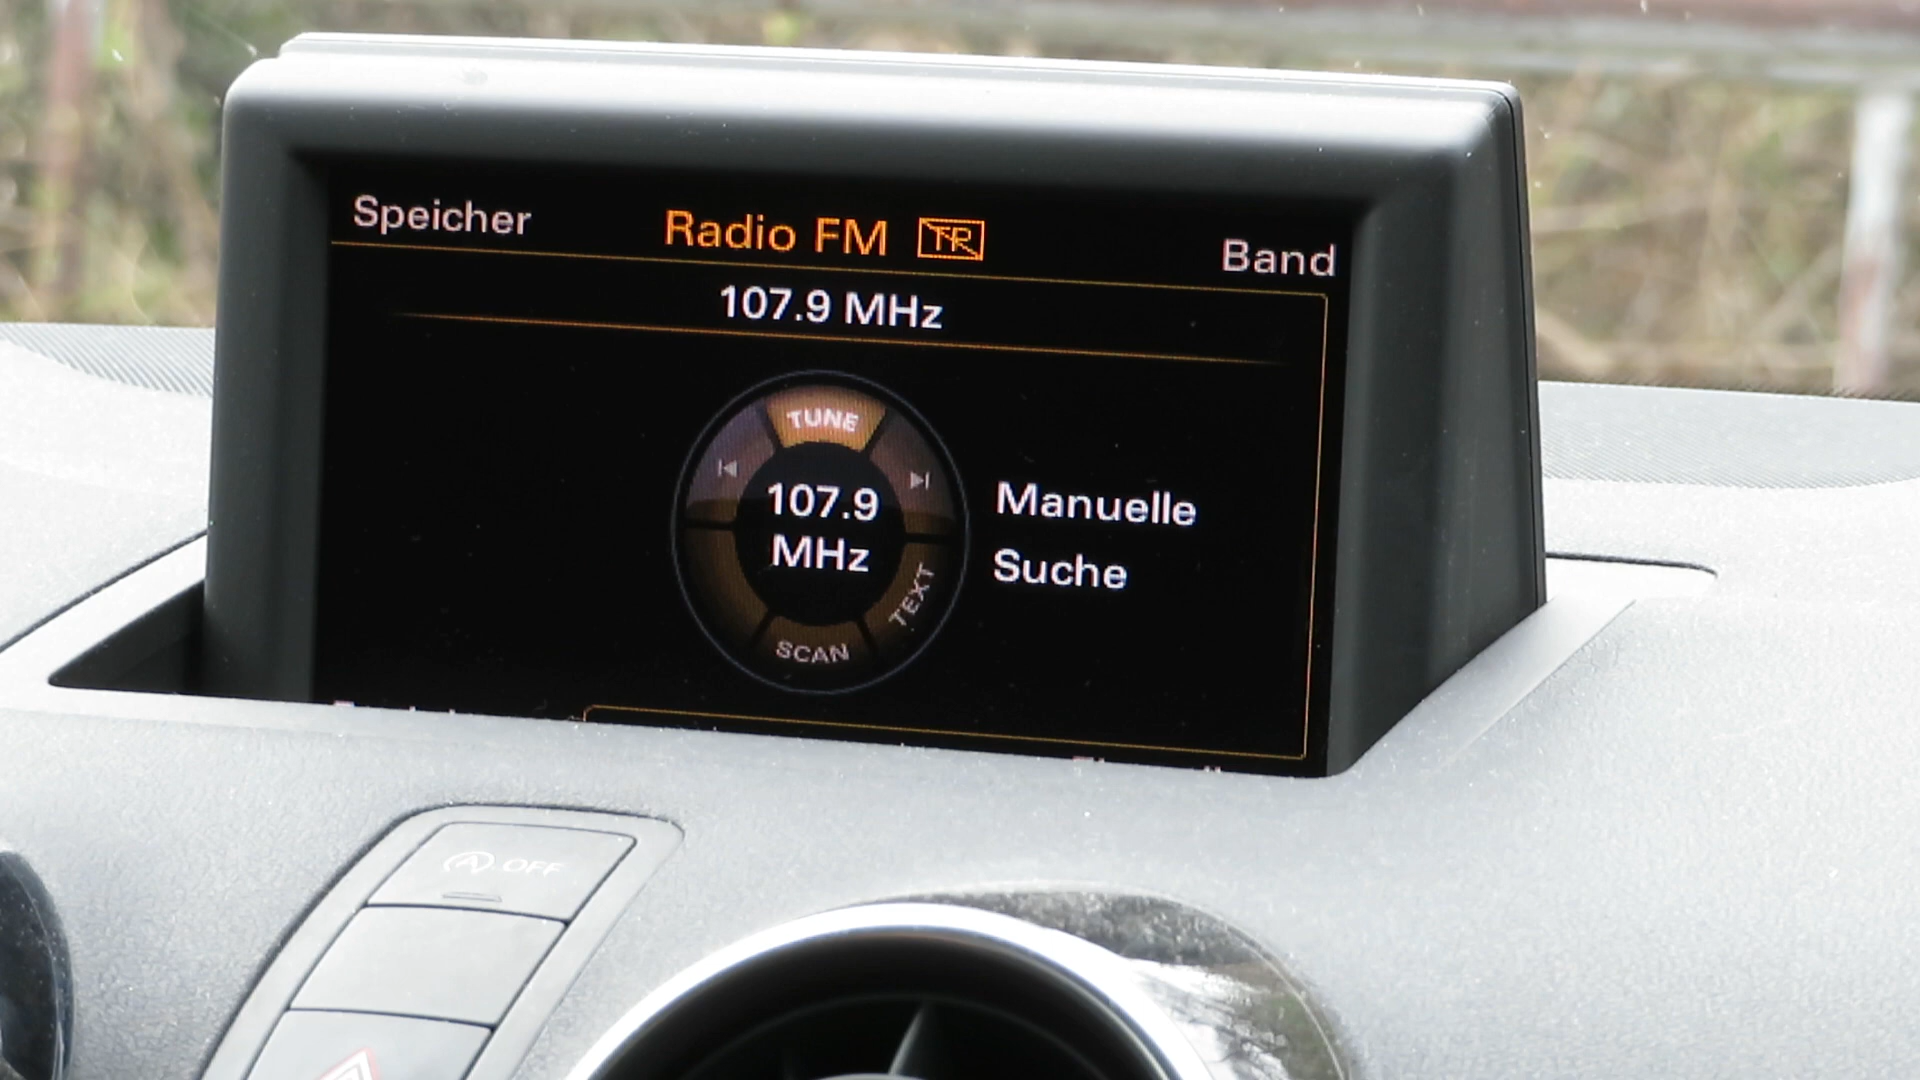 Speicher
Radio FM TR
Band
107.9 MHz
TUNE
107.9
MHz
Manuelle
Suche
TEXT
SCAN
A OFF